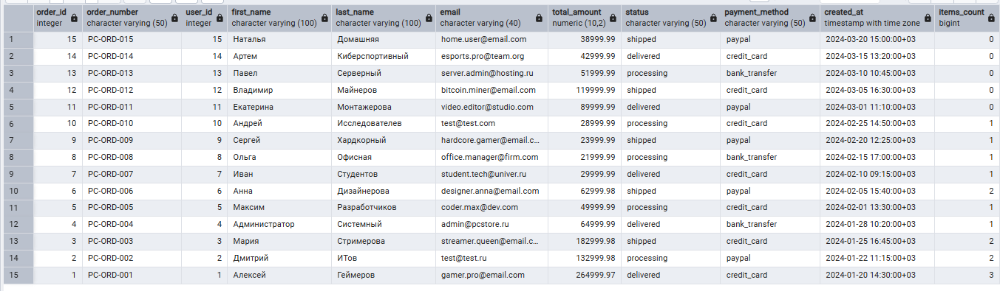 order_id order_number user_id first_name last_name email total_amount status payment_method created_at items_count
integer character varying (50) integer character varying (100) character varying (100) character varying (40) numeric (10,2) character varying (50) character varying (50) timestamp with time zone bigint
1 15 PC-ORD-015 15 Наталья Домашняя home.user@email.com 38999.99 shipped paypal 2024-03-20 15:00:00+03 0
2 14 PC-ORD-014 14 Артем Киберспортивный esports.pro@team.org 42999.99 delivered credit_card 2024-03-15 13:20:00+03 0
3 13 PC-ORD-013 13 Павел Серверный server.admin@hosting.ru 51999.99 processing bank_transfer 2024-03-10 10:45:00+03 0
4 12 PC-ORD-012 12 Владимир Майнеров bitcoin.miner@email.com 119999.99 shipped credit_card 2024-03-05 16:30:00+03 0
5 11 PC-ORD-011 11 Екатерина Монтажерова video.editor@studio.com 89999.99 delivered paypal 2024-03-01 11:10:00+03 0
6 10 PC-ORD-010 10 Андрей Исследователев test@test.com 28999.99 processing credit_card 2024-02-25 14:50:00+03 1
7 9 PC-ORD-009 9 Сергей Хардкорный hardcore.gamer@email.c... 23999.99 shipped paypal 2024-02-20 12:25:00+03 1
8 8 PC-ORD-008 8 Ольга Офисная office.manager@firm.com 21999.99 processing bank_transfer 2024-02-15 17:00:00+03 1
9 7 PC-ORD-007 7 Иван Студентов student.tech@univer.ru 29999.99 delivered credit_card 2024-02-10 09:15:00+03 1
10 6 PC-ORD-006 6 Анна Дизайнерова designer.anna@email.com 62999.98 shipped paypal 2024-02-05 15:40:00+03 2
11 5 PC-ORD-005 5 Максим Разработчиков coder.max@dev.com 49999.99 processing credit_card 2024-02-01 13:30:00+03 1
12 4 PC-ORD-004 4 Администратор Системный admin@pcstore.ru 64999.99 delivered bank_transfer 2024-01-28 10:20:00+03 1
13 3 PC-ORD-003 3 Мария Стримерова streamer.queen@email.c... 182999.98 shipped credit_card 2024-01-25 16:45:00+03 2
14 2 PC-ORD-002 2 Дмитрий ИТов test@test.ru 132999.98 processing paypal 2024-01-22 11:15:00+03 2
15 1 PC-ORD-001 1 Алексей Геймеров gamer.pro@email.com 264999.97 delivered credit_card 2024-01-20 14:30:00+03 3